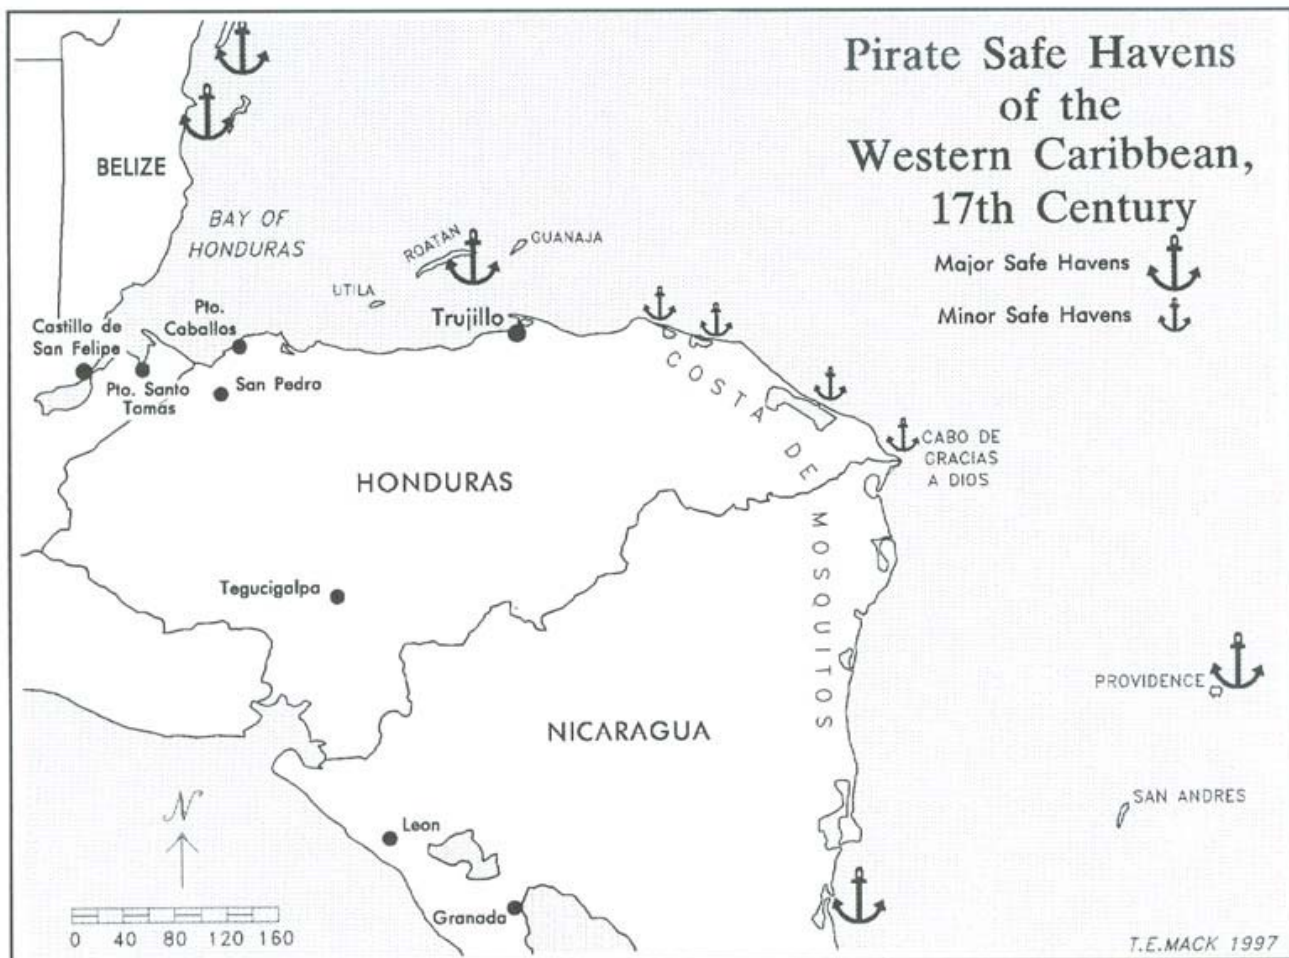 Pirate Safe Havens
of the
Western Caribbean,
17th Century
Major Safe Havens
Minor Safe Havens
BELIZE
BAY OF
HONDURAS
ROATAN
GUANAJA
UTILA
Pto.
Caballos
Trujillo
Castillo de
San Felipe
Pto. Santo
Tomás
San Pedro
COSTA DE MOSQUITOS
CABO DE
GRACIAS
A DIOS
HONDURAS
Tegucigalpa
PROVIDENCE
NICARAGUA
SAN ANDRES
N
Leon
Granada
0 40 80 120 160
T.E.MACK 1997